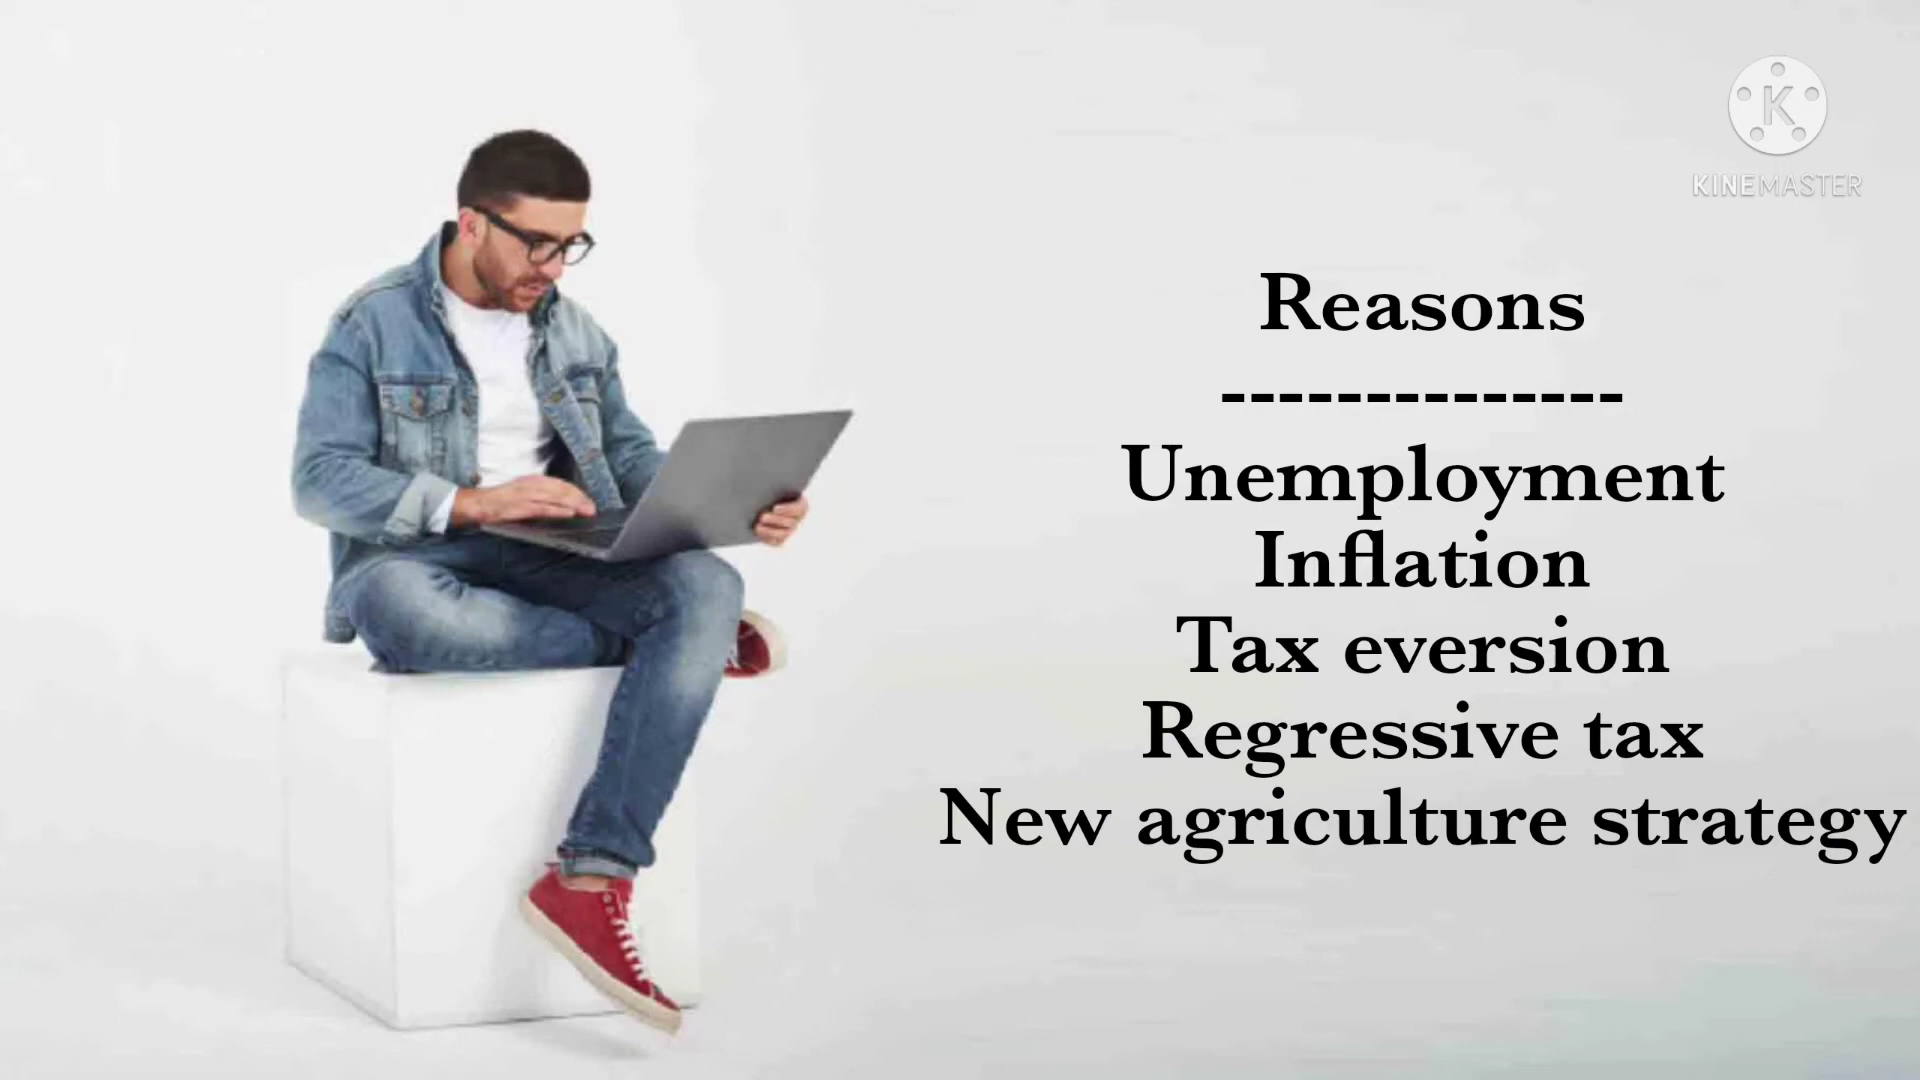 K
KINEMASTER
Reasons
--------------
Unemployment
Inflation
Tax eversion
Regressive tax
New agriculture strategy